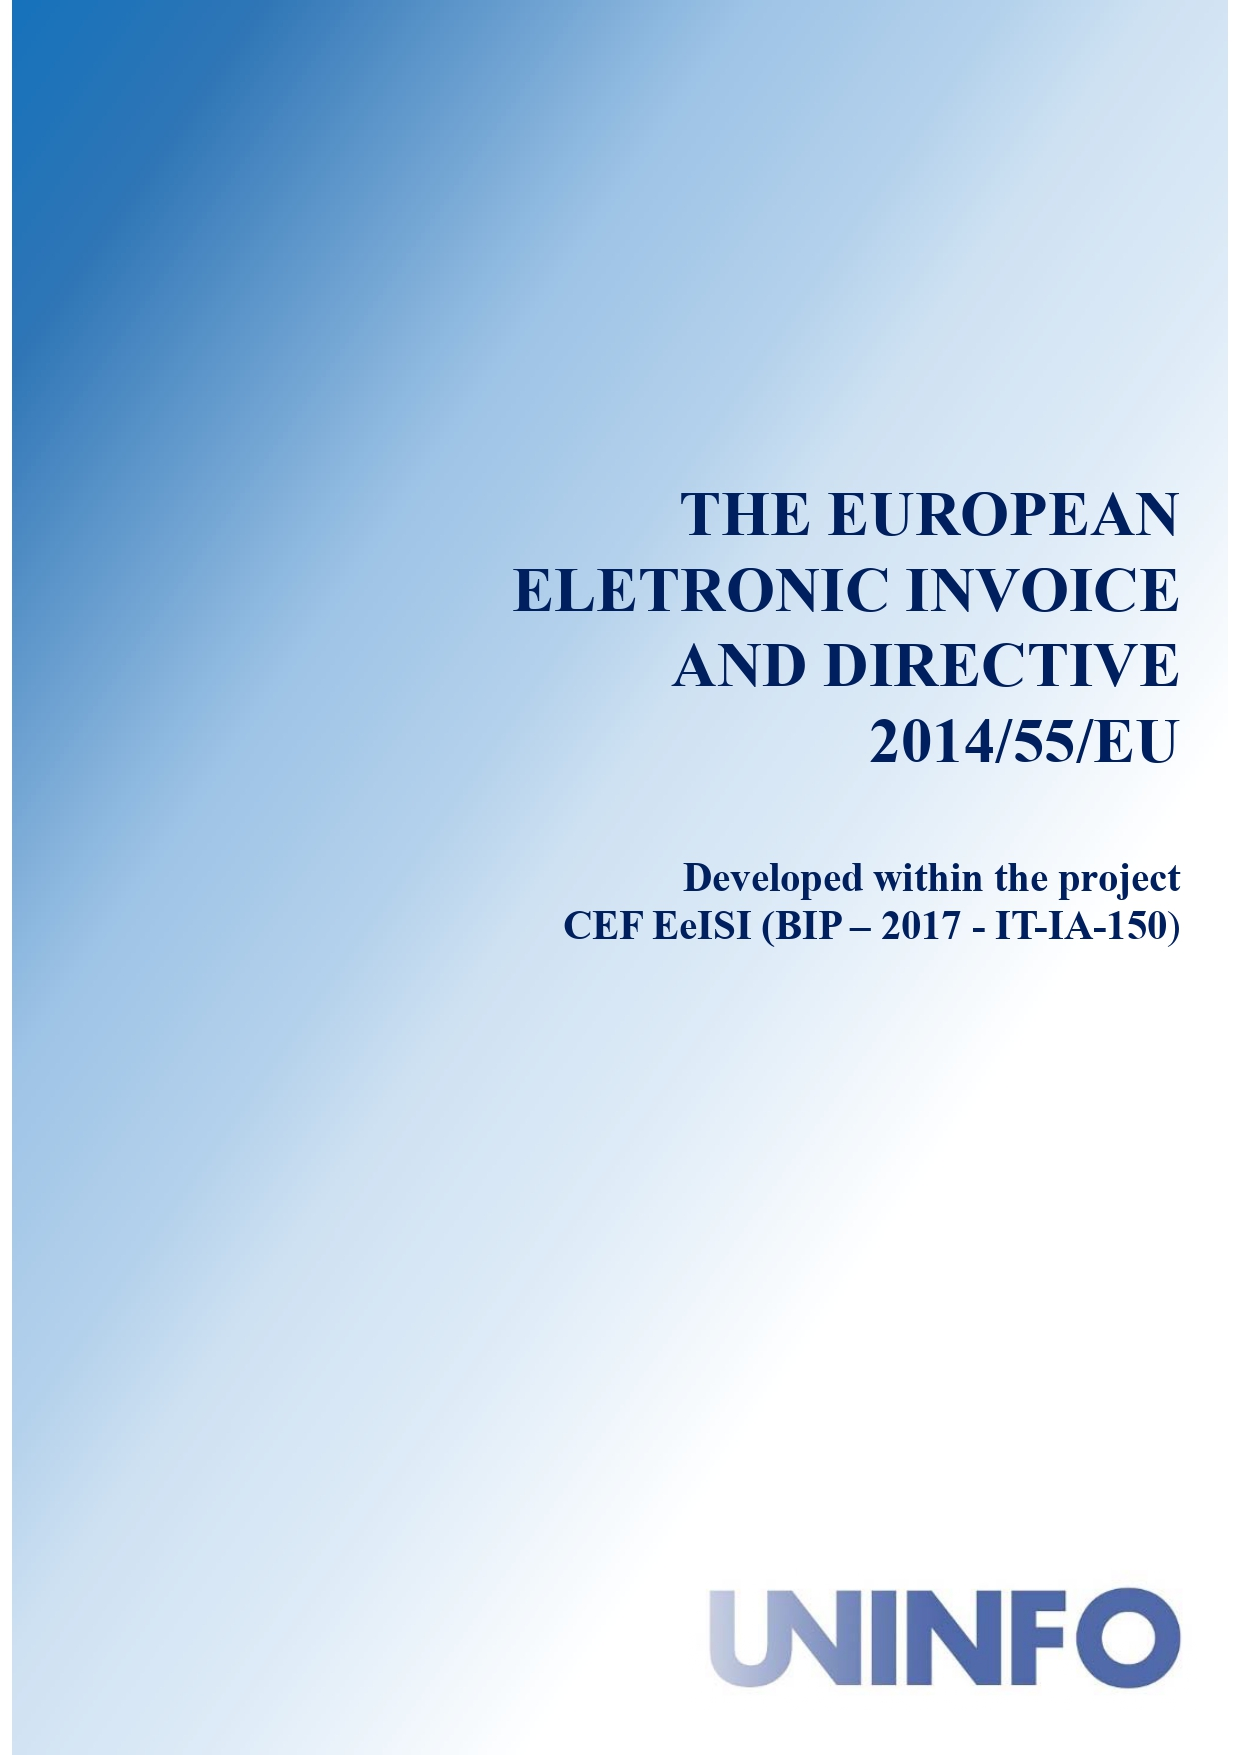 THE EUROPEAN
ELETRONIC INVOICE
AND DIRECTIVE
2014/55/EU
Developed within the project
CEF EeISI (BIP – 2017 - IT-IA-150)
UNINFO